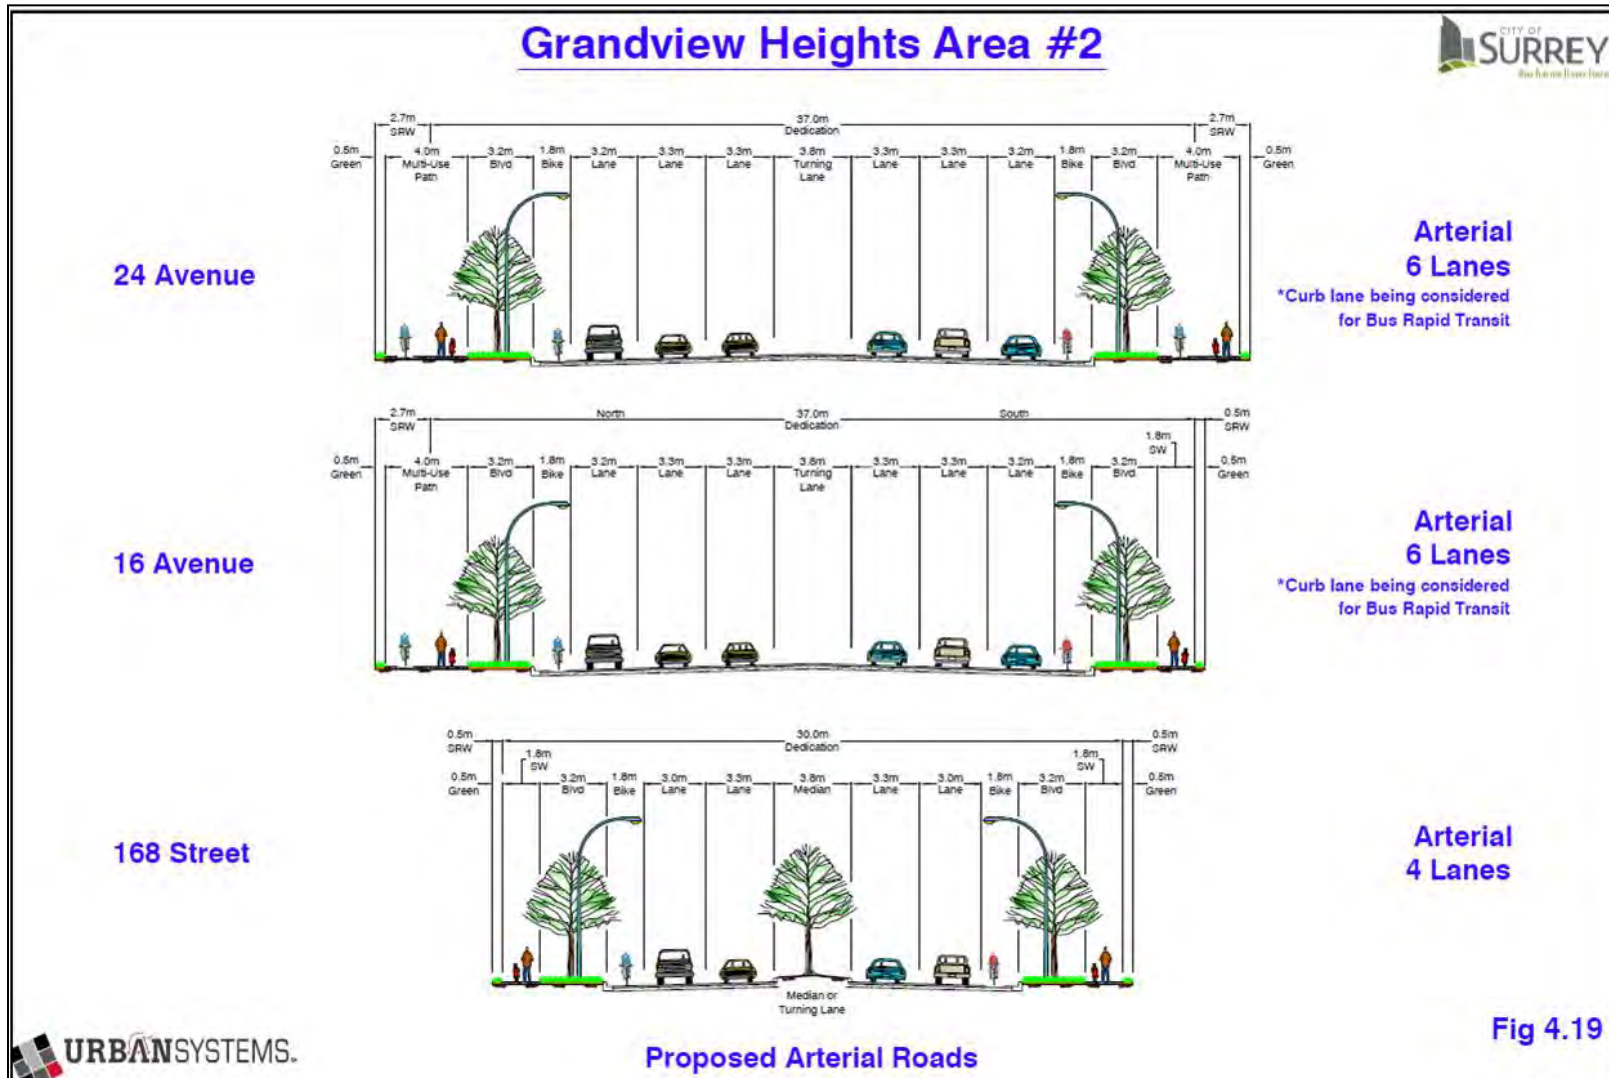 Grandview Heights Area #2
CITY OF
SURREY
the future lives here.
2.7m
SRW
37.0m
Dedication
2.7m
SRW
0.5m
Green
4.0m
Multi-Use
Path
3.2m
Blvd
1.8m
Bike
3.2m
Lane
3.3m
Lane
3.3m
Lane
3.8m
Turning
Lane
3.3m
Lane
3.3m
Lane
3.2m
Lane
1.8m
Bike
3.2m
Blvd
4.0m
Multi-Use
Path
0.5m
Green
24 Avenue
Arterial
6 Lanes
*Curb lane being considered
for Bus Rapid Transit
2.7m
SRW
North
37.0m
Dedication
South
0.5m
SRW
0.5m
Green
4.0m
Multi-Use
Path
3.2m
Blvd
1.8m
Bike
3.2m
Lane
3.3m
Lane
3.3m
Lane
3.8m
Turning
Lane
3.3m
Lane
3.3m
Lane
3.2m
Lane
1.8m
Bike
3.2m
Blvd
1.8m
SW
0.5m
Green
16 Avenue
Arterial
6 Lanes
*Curb lane being considered
for Bus Rapid Transit
0.5m
SRW
30.0m
Dedication
0.5m
SRW
0.5m
Green
1.8m
SW
3.2m
Blvd
1.8m
Bike
3.0m
Lane
3.3m
Lane
3.8m
Median
3.3m
Lane
3.0m
Lane
1.8m
Bike
3.2m
Blvd
1.8m
SW
0.5m
Green
168 Street
Arterial
4 Lanes
Median or
Turning Lane
URBANSYSTEMS.
Proposed Arterial Roads
Fig 4.19